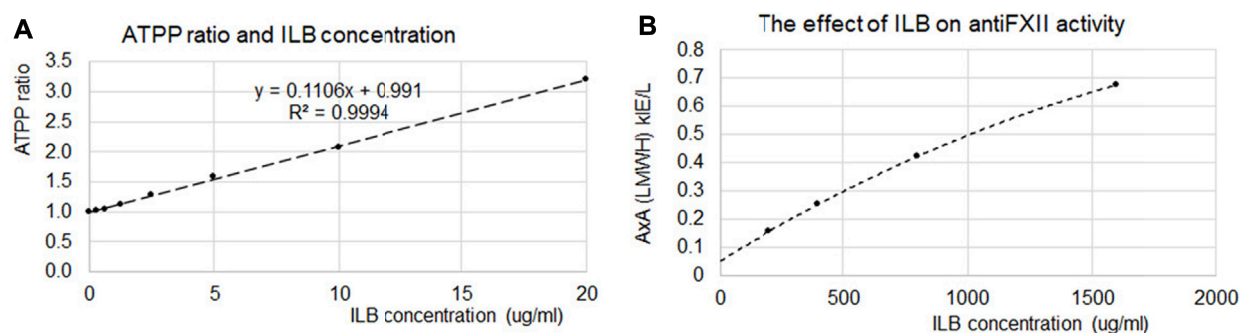 A
ATPP ratio and ILB concentration
ATPP ratio
3.5
3.0
2.5
2.0
1.5
1.0
0.5
0.0
y = 0.1106x + 0.991
R² = 0.9994
0 5 10 15 20
ILB concentration (ug/ml)
B
The effect of ILB on antiFXII activity
AxA (LMWH) kIE/L
0.8
0.7
0.6
0.5
0.4
0.3
0.2
0.1
0
0 500 1000 1500 2000
ILB concentration (ug/ml)